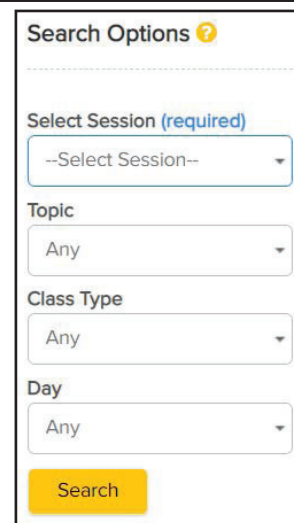 Search Options ?
Select Session (required)
--Select Session--
Topic
Any
Class Type
Any
Day
Any
Search